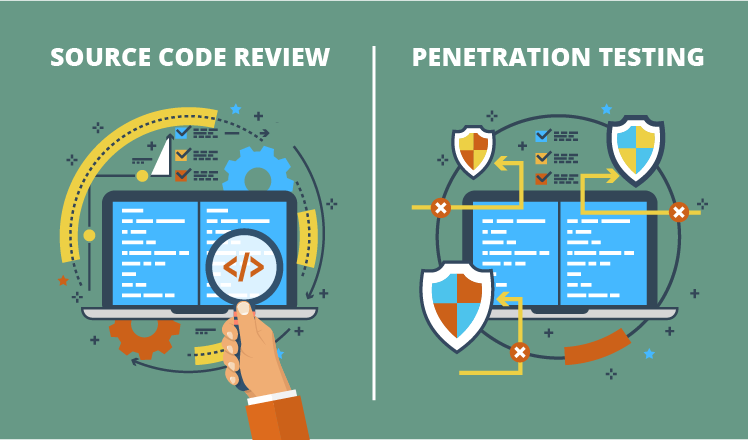 SOURCE CODE REVIEW
PENETRATION TESTING
</>